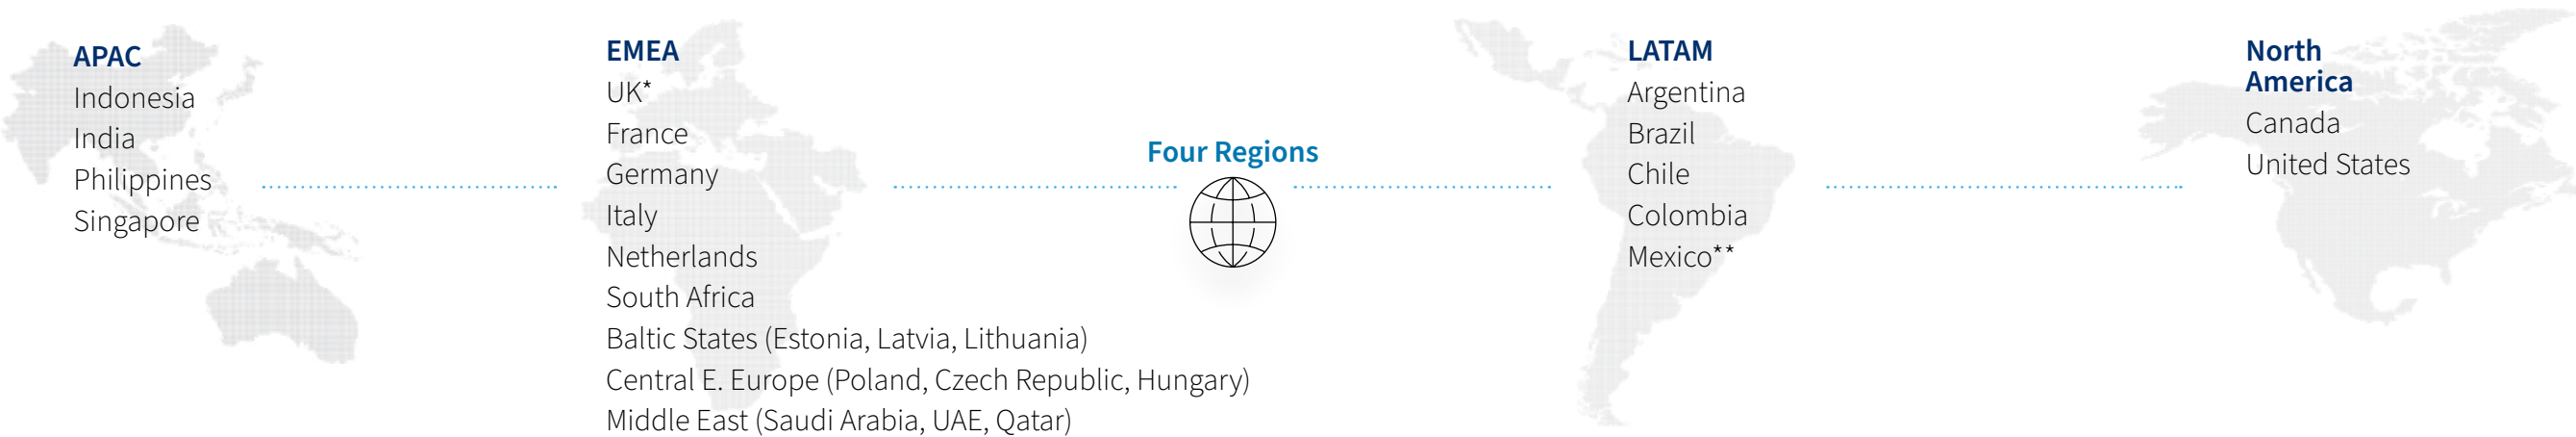 APAC
Indonesia
India
Philippines
Singapore
EMEA
UK*
France
Germany
Italy
Netherlands
South Africa
Baltic States (Estonia, Latvia, Lithuania)
Central E. Europe (Poland, Czech Republic, Hungary)
Middle East (Saudi Arabia, UAE, Qatar)
Four Regions
LATAM
Argentina
Brazil
Chile
Colombia
Mexico**
North
America
Canada
United States